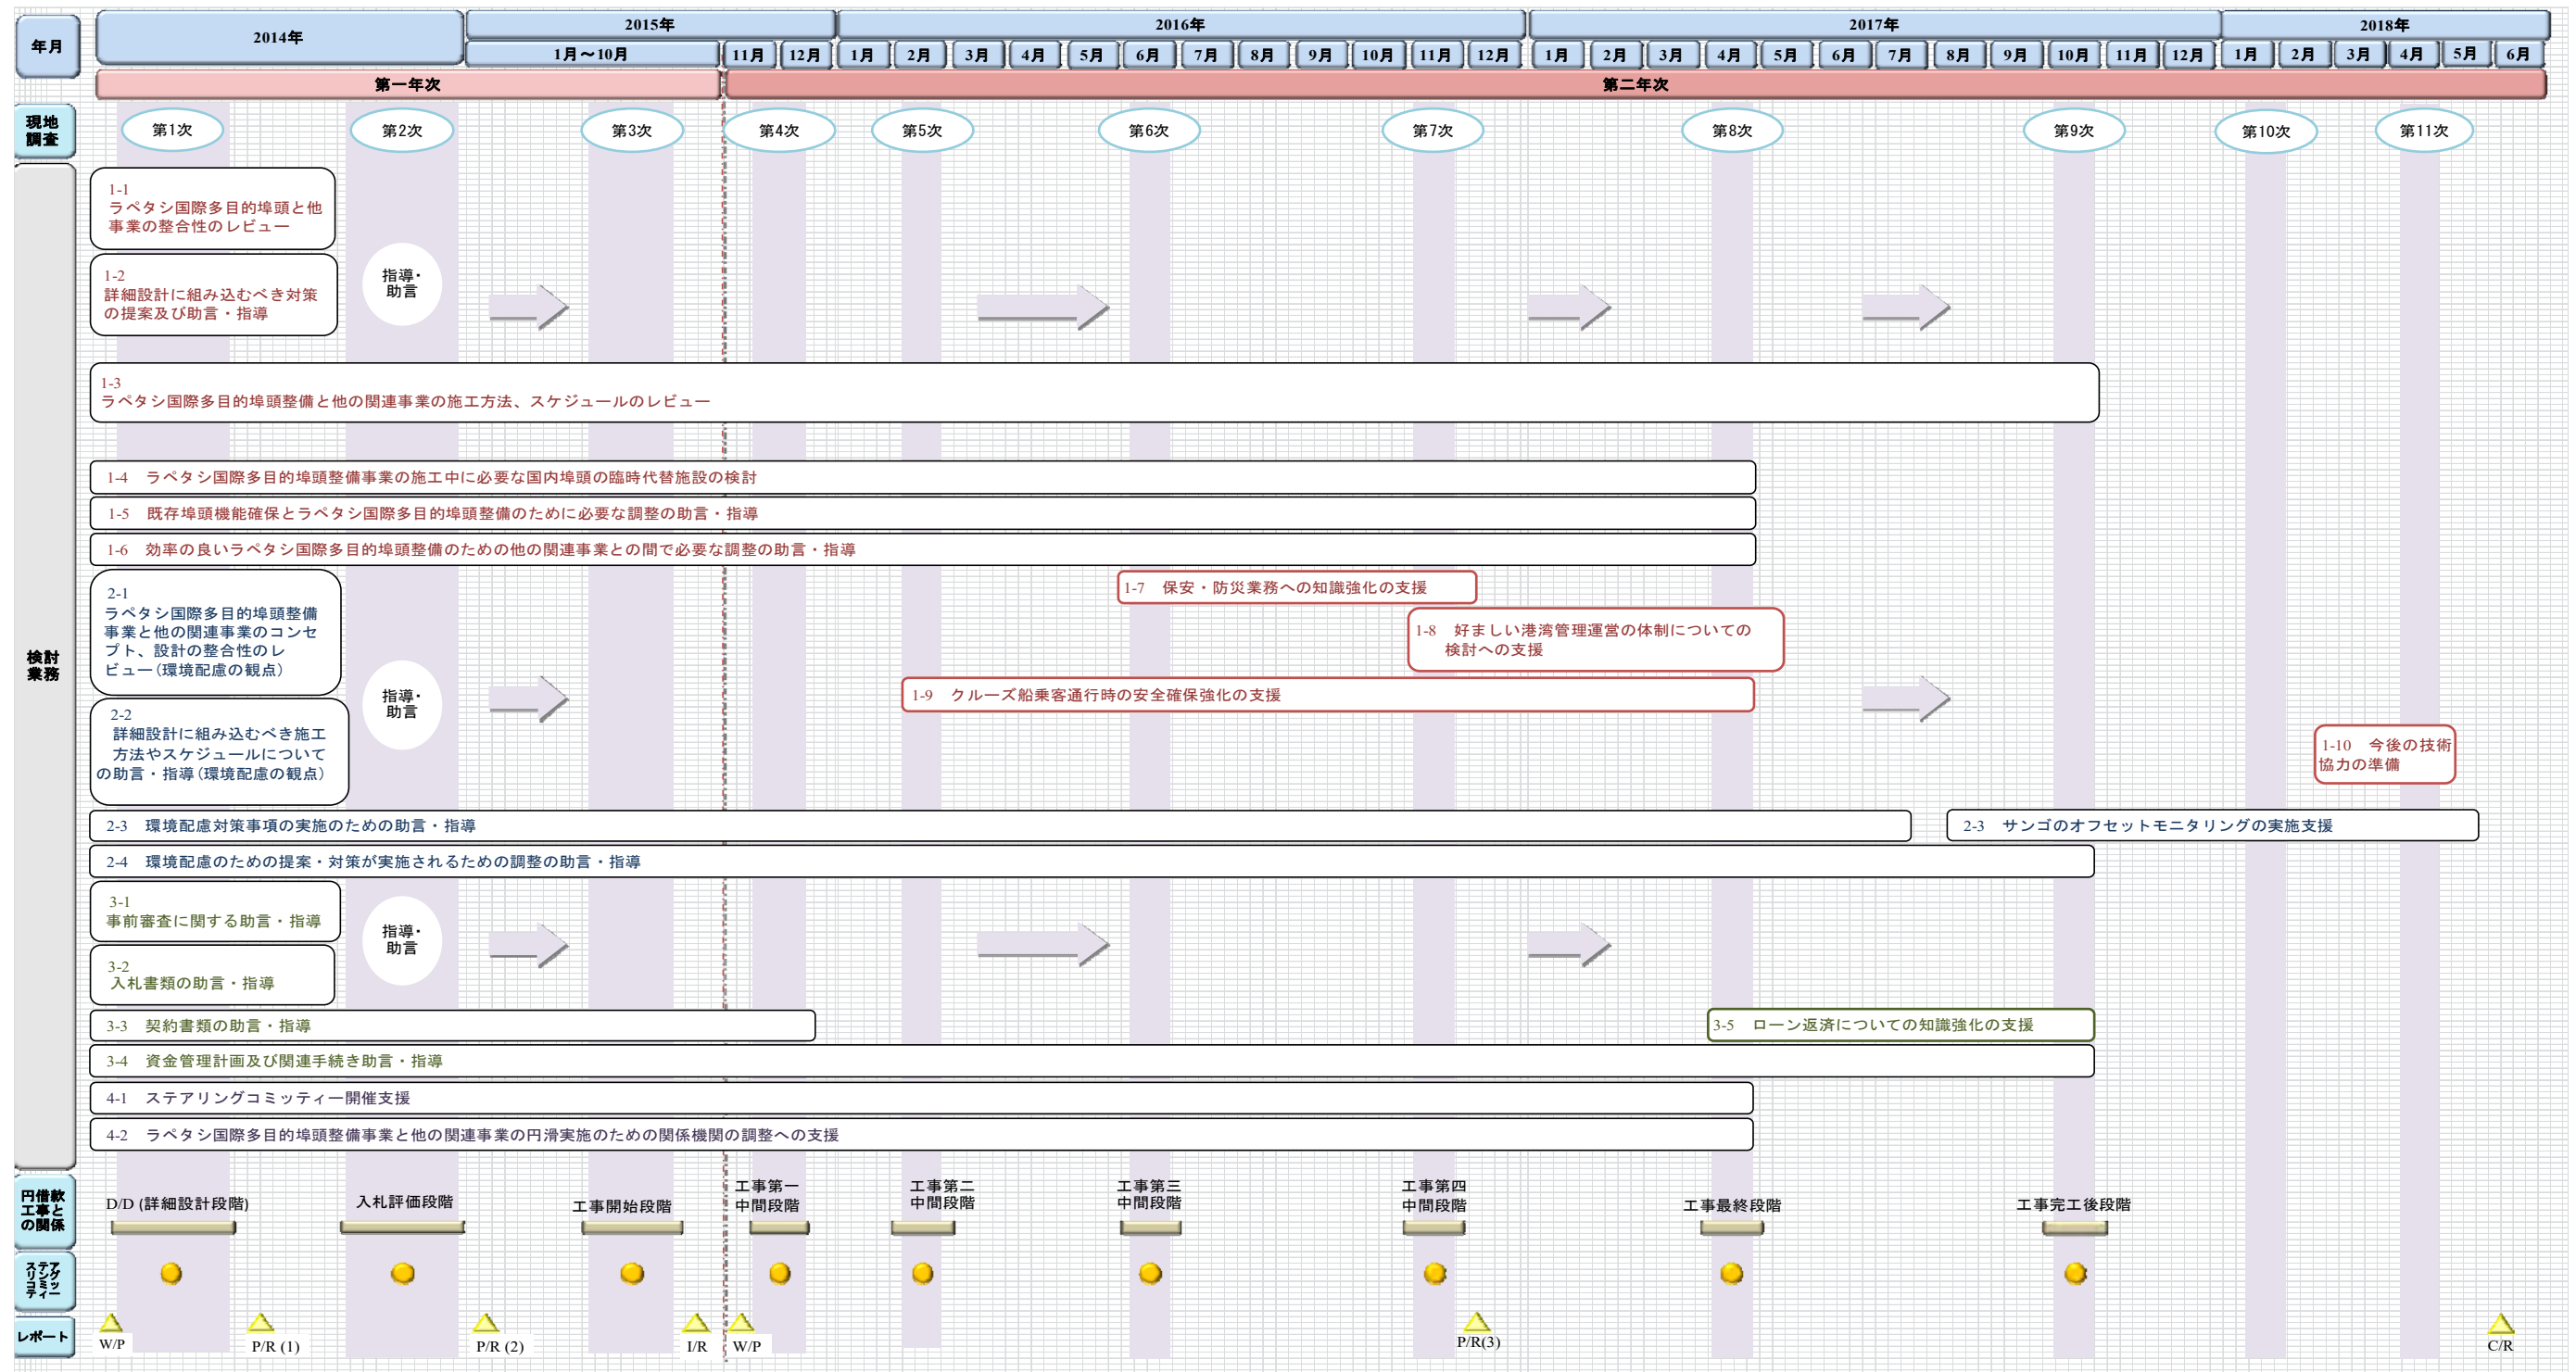 年月
2014年
2015年
2016年
2017年
2018年
1月～10月
11月
12月
1月
2月
3月
4月
5月
6月
7月
8月
9月
10月
11月
12月
1月
2月
3月
4月
5月
6月
7月
8月
9月
10月
11月
12月
1月
2月
3月
4月
5月
6月
第一年次
第二年次
現地
調査
第1次
第2次
第3次
第4次
第5次
第6次
第7次
第8次
第9次
第10次
第11次
検討
業務
1-1
ラペタシ国際多目的埠頭と他
事業の整合性のレビュー
1-2
詳細設計に組み込むべき対策
の提案及び助言・指導
指導・
助言
1-3
ラペタシ国際多目的埠頭整備と他の関連事業の施工方法、スケジュールのレビュー
1-4 ラペタシ国際多目的埠頭整備事業の施工中に必要な国内埠頭の臨時代替施設の検討
1-5 既存埠頭機能確保とラペタシ国際多目的埠頭整備のために必要な調整の助言・指導
1-6 効率の良いラペタシ国際多目的埠頭整備のための他の関連事業との間で必要な調整の助言・指導
2-1
ラペタシ国際多目的埠頭整備
事業と他の関連事業のコンセ
プト、設計の整合性のレ
ビュー(環境配慮の観点)
1-7 保安・防災業務への知識強化の支援
1-8 好ましい港湾管理運営の体制についての
検討への支援
指導・
助言
1-9 クルーズ船乗客通行時の安全確保強化の支援
2-2
詳細設計に組み込むべき施工
方法やスケジュールについて
の助言・指導(環境配慮の観点)
1-10 今後の技術
協力の準備
2-3 環境配慮対策事項の実施のための助言・指導
2-3 サンゴのオフセットモニタリングの実施支援
2-4 環境配慮のための提案・対策が実施されるための調整の助言・指導
3-1
事前審査に関する助言・指導
指導・
助言
3-2
入札書類の助言・指導
3-3 契約書類の助言・指導
3-5 ローン返済についての知識強化の支援
3-4 資金管理計画及び関連手続き助言・指導
4-1 ステアリングコミッティー開催支援
4-2 ラペタシ国際多目的埠頭整備事業と他の関連事業の円滑実施のための関係機関の調整への支援
円借款
工事と
の関係
D/D (詳細設計段階)
入札評価段階
工事開始段階
工事第一
中間段階
工事第二
中間段階
工事第三
中間段階
工事第四
中間段階
工事最終段階
工事完工後段階
ステア
リング
コミッ
ティー
レポート
W/P
P/R (1)
P/R (2)
I/R
W/P
P/R(3)
C/R